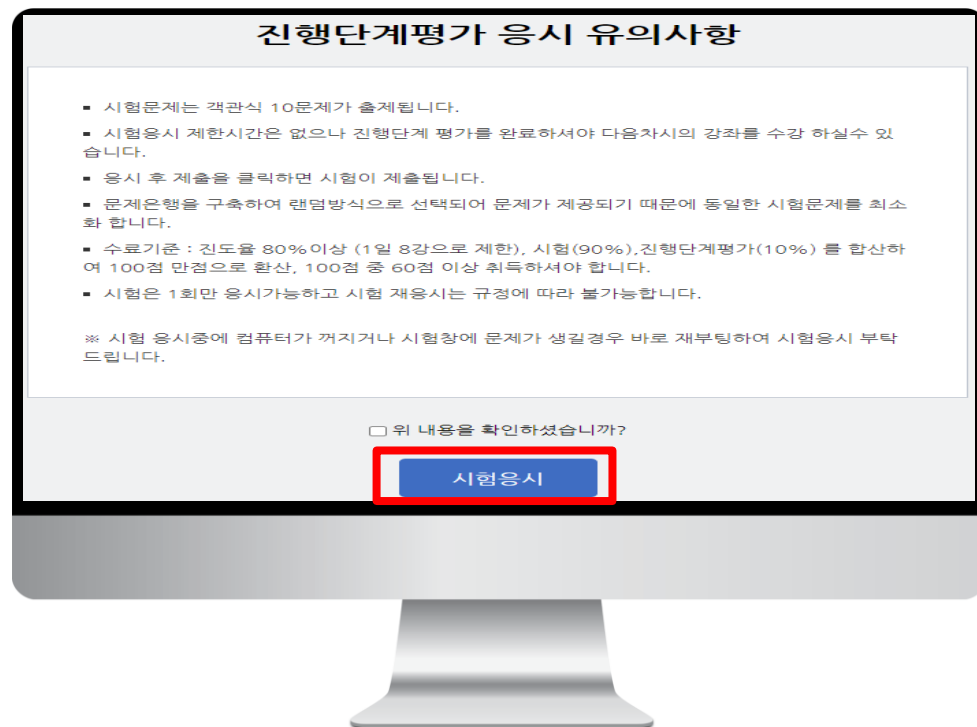 진행단계평가 응시 유의사항
▪ 시험문제는 객관식 10문제가 출제됩니다.
▪ 시험응시 제한시간은 없으나 진행단계 평가를 완료하셔야 다음차시의 강좌를 수강 하실수 있
습니다.
▪ 응시 후 제출을 클릭하면 시험이 제출됩니다.
▪ 문제은행을 구축하여 랜덤방식으로 선택되어 문제가 제공되기 때문에 동일한 시험문제를 최소
화 합니다.
▪ 수료기준 : 진도율 80%이상 (1일 8강으로 제한), 시험(90%),진행단계평가(10%) 를 합산하
여 100점 만점으로 환산, 100점 중 60점 이상 취득하셔야 합니다.
▪ 시험은 1회만 응시가능하고 시험 재응시는 규정에 따라 불가능합니다.
※ 시험 응시중에 컴퓨터가 꺼지거나 시험창에 문제가 생길경우 바로 재부팅하여 시험응시 부탁
드립니다.
위 내용을 확인하셨습니까?
시험응시